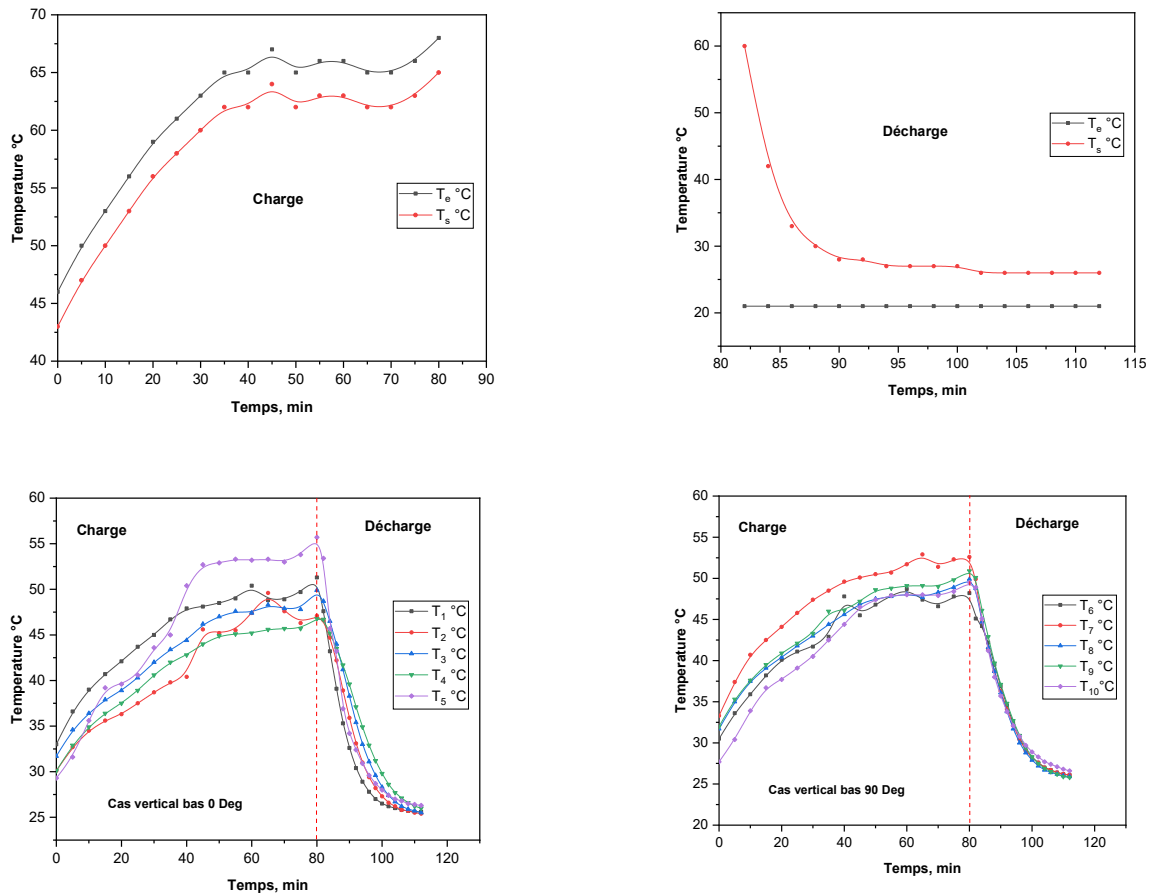 70
65
60
55
50
45
40
0 10 20 30 40 50 60 70 80 90
Temperature °C
Temps, min
Charge
Te °C
Ts °C
60
50
40
30
20
80 85 90 95 100 105 110 115
Temperature °C
Temps, min
Décharge
Te °C
Ts °C
60
55
50
45
40
35
30
25
0 20 40 60 80 100 120
Temperature °C
Temps, min
Charge
Décharge
T1 °C
T2 °C
T3 °C
T4 °C
T5 °C
Cas vertical bas 0 Deg
60
55
50
45
40
35
30
25
20
0 20 40 60 80 100 120
Temperature °C
Temps, min
Charge
Décharge
T6 °C
T7 °C
T8 °C
T9 °C
T10°C
Cas vertical bas 90 Deg